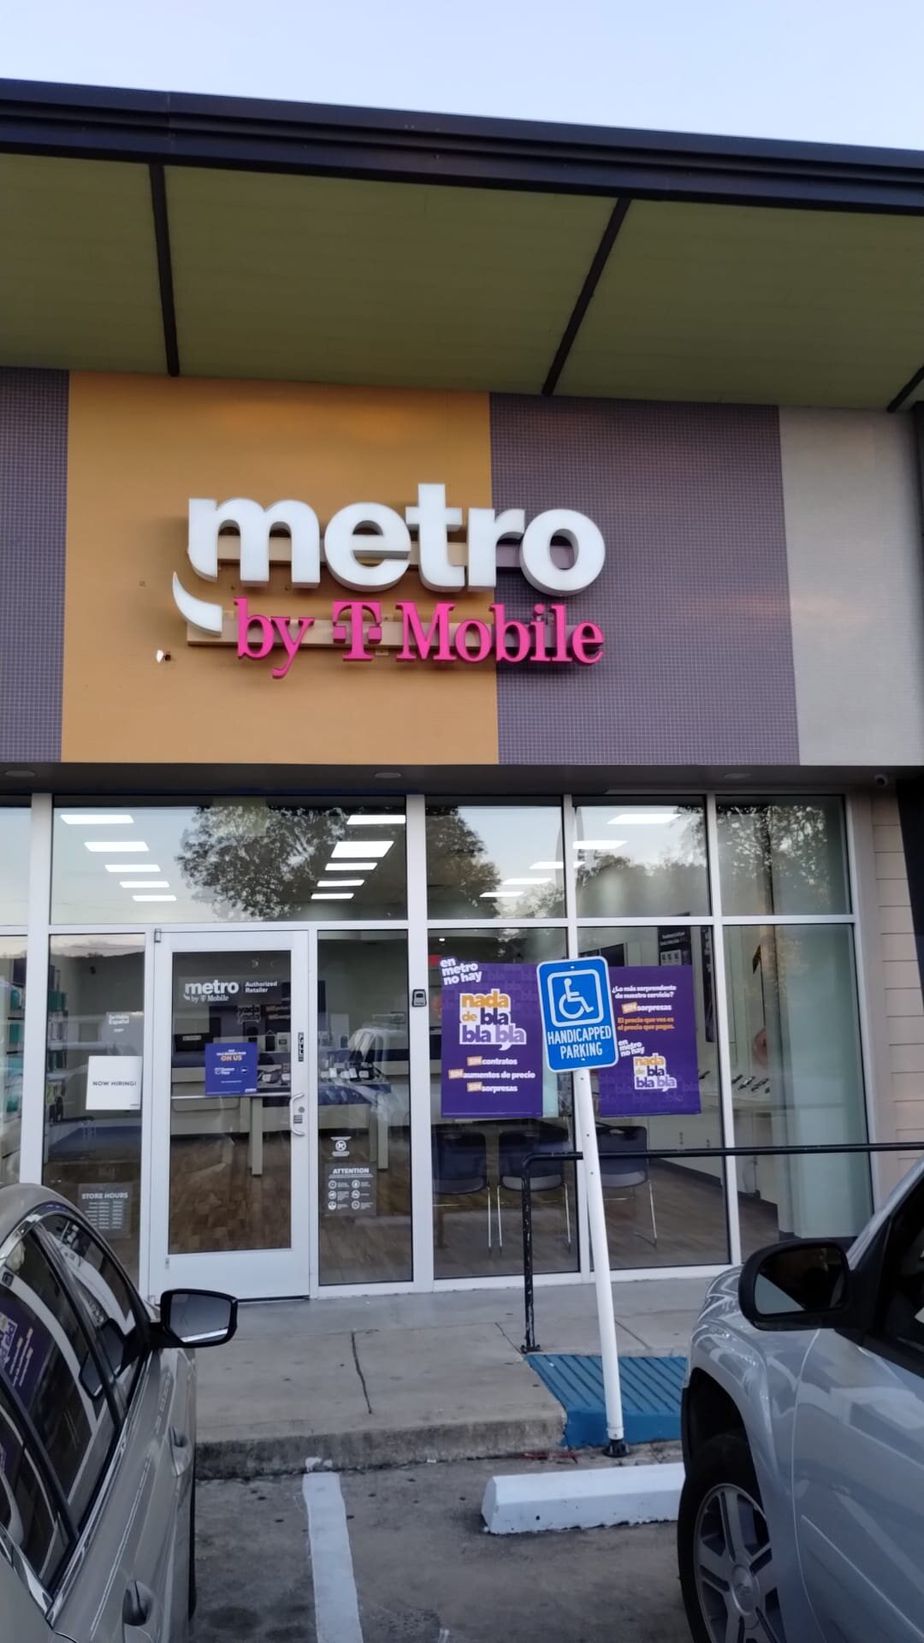 metro
by T Mobile
metro
by T Mobile
Authorized
Retailer
Español
NOW HIRING!
ON US
ATTENTION
STORE HOURS
en
metro
no hay
nada
de bla
bla bla
SIN contratos
SIN aumentos de precio
SIN sorpresas
HANDICAPPED
PARKING
¿Lo más sorprendente
de nuestro servicio?
SIN sorpresas
El precio que ves es
el precio que pagas.
en
metro
no hay
nada
de bla
bla bla